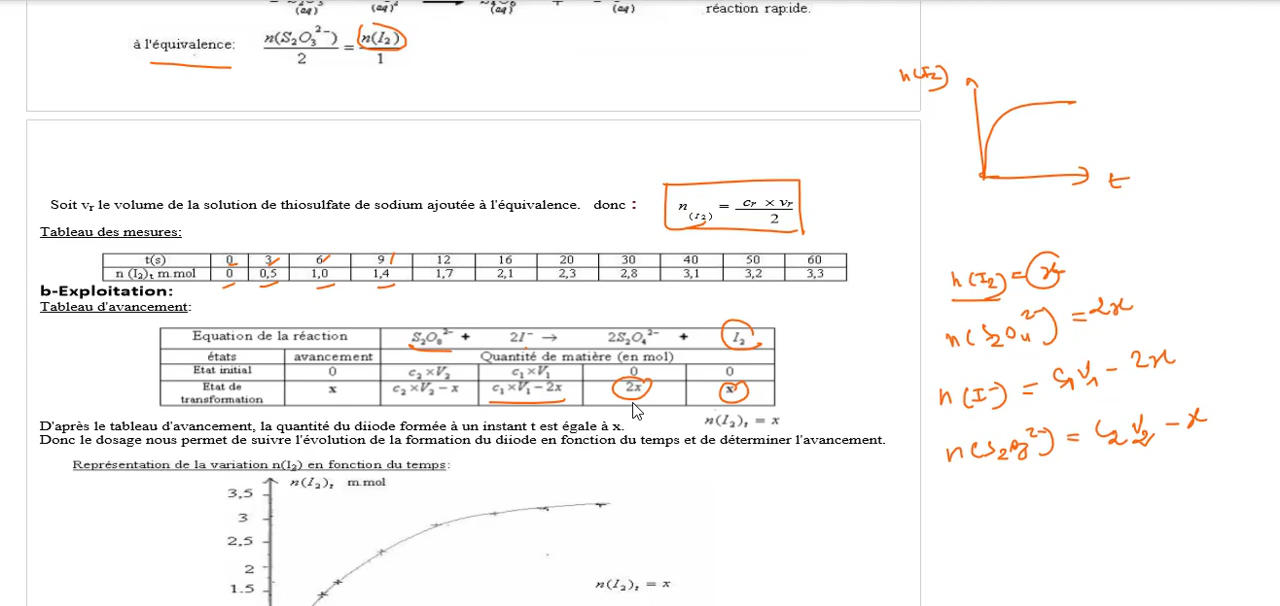 (aq) (aq) (aq) (aq) réaction rapide.
à l'équivalence: n(S₂O₃²⁻)/2 = n(I₂)/1
n(I₂)
t
Soit vᵣ le volume de la solution de thiosulfate de sodium ajoutée à l'équivalence. donc : n(I₂) = cᵣ × vᵣ / 2
Tableau des mesures:
t(s) 0 3 6 9 12 16 20 30 40 50 60
n (I₂)ₜ m.mol 0 0,5 1,0 1,4 1,7 2,1 2,3 2,8 3,1 3,2 3,3
b-Exploitation:
Tableau d'avancement:
Equation de la réaction S₂O₈²⁻ + 2I⁻ → 2S₂O₄²⁻ + I₂
états avancement Quantité de matière (en mol)
Etat initial 0 c₂×V₂ c₁×V₁ 0 0
Etat de transformation x c₂×V₂−x c₁×V₁−2x 2x x
n(I₂) = x
n(S₂O₄²⁻) = 2x
n(I⁻) = C₁V₁ − 2x
n(S₂O₈²⁻) = C₂V₂ − x
D'après le tableau d'avancement, la quantité du diiode formée à un instant t est égale à x. n(I₂)ₜ = x
Donc le dosage nous permet de suivre l'évolution de la formation du diiode en fonction du temps et de déterminer l'avancement.
Représentation de la variation n(I₂) en fonction du temps:
n(I₂)ₜ m.mol
3,5
3
2,5
2
1.5
n(I₂)ₜ = x